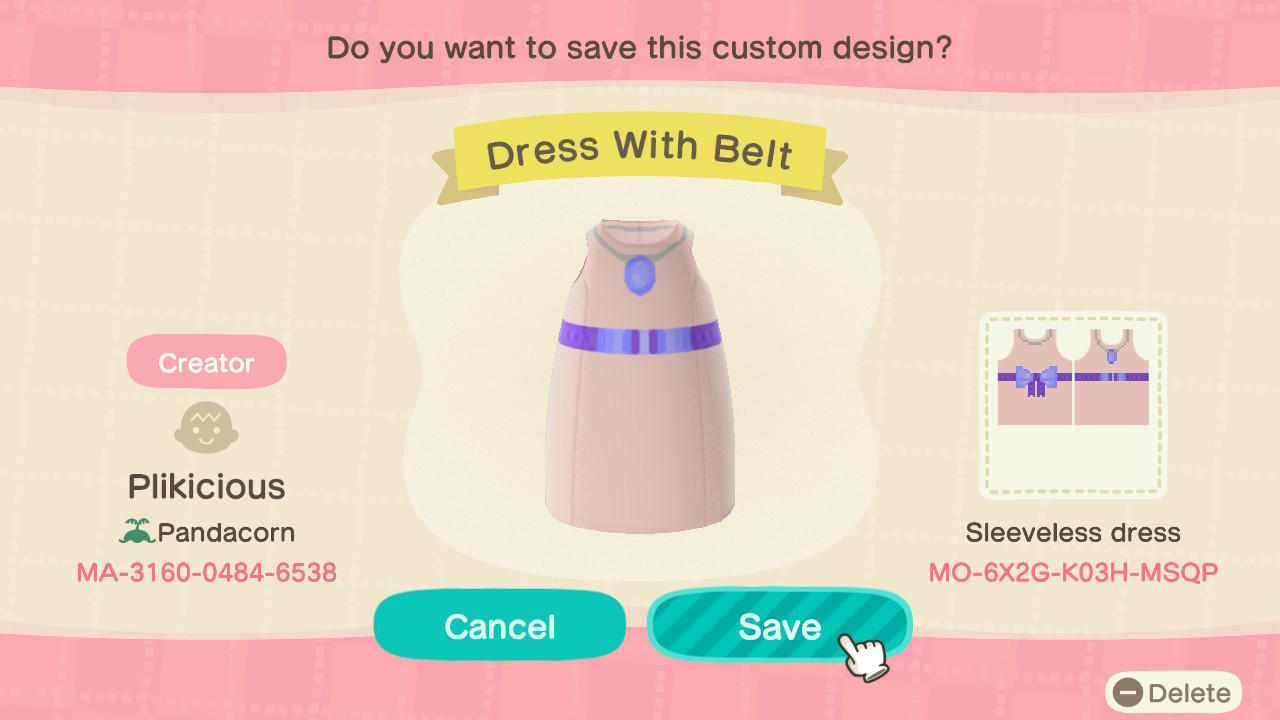 Do you want to save this custom design?
Dress With Belt
Creator
Plikicious
Pandacorn
MA-3160-0484-6538
Sleeveless dress
MO-6X2G-K03H-MSQP
Cancel
Save
Delete